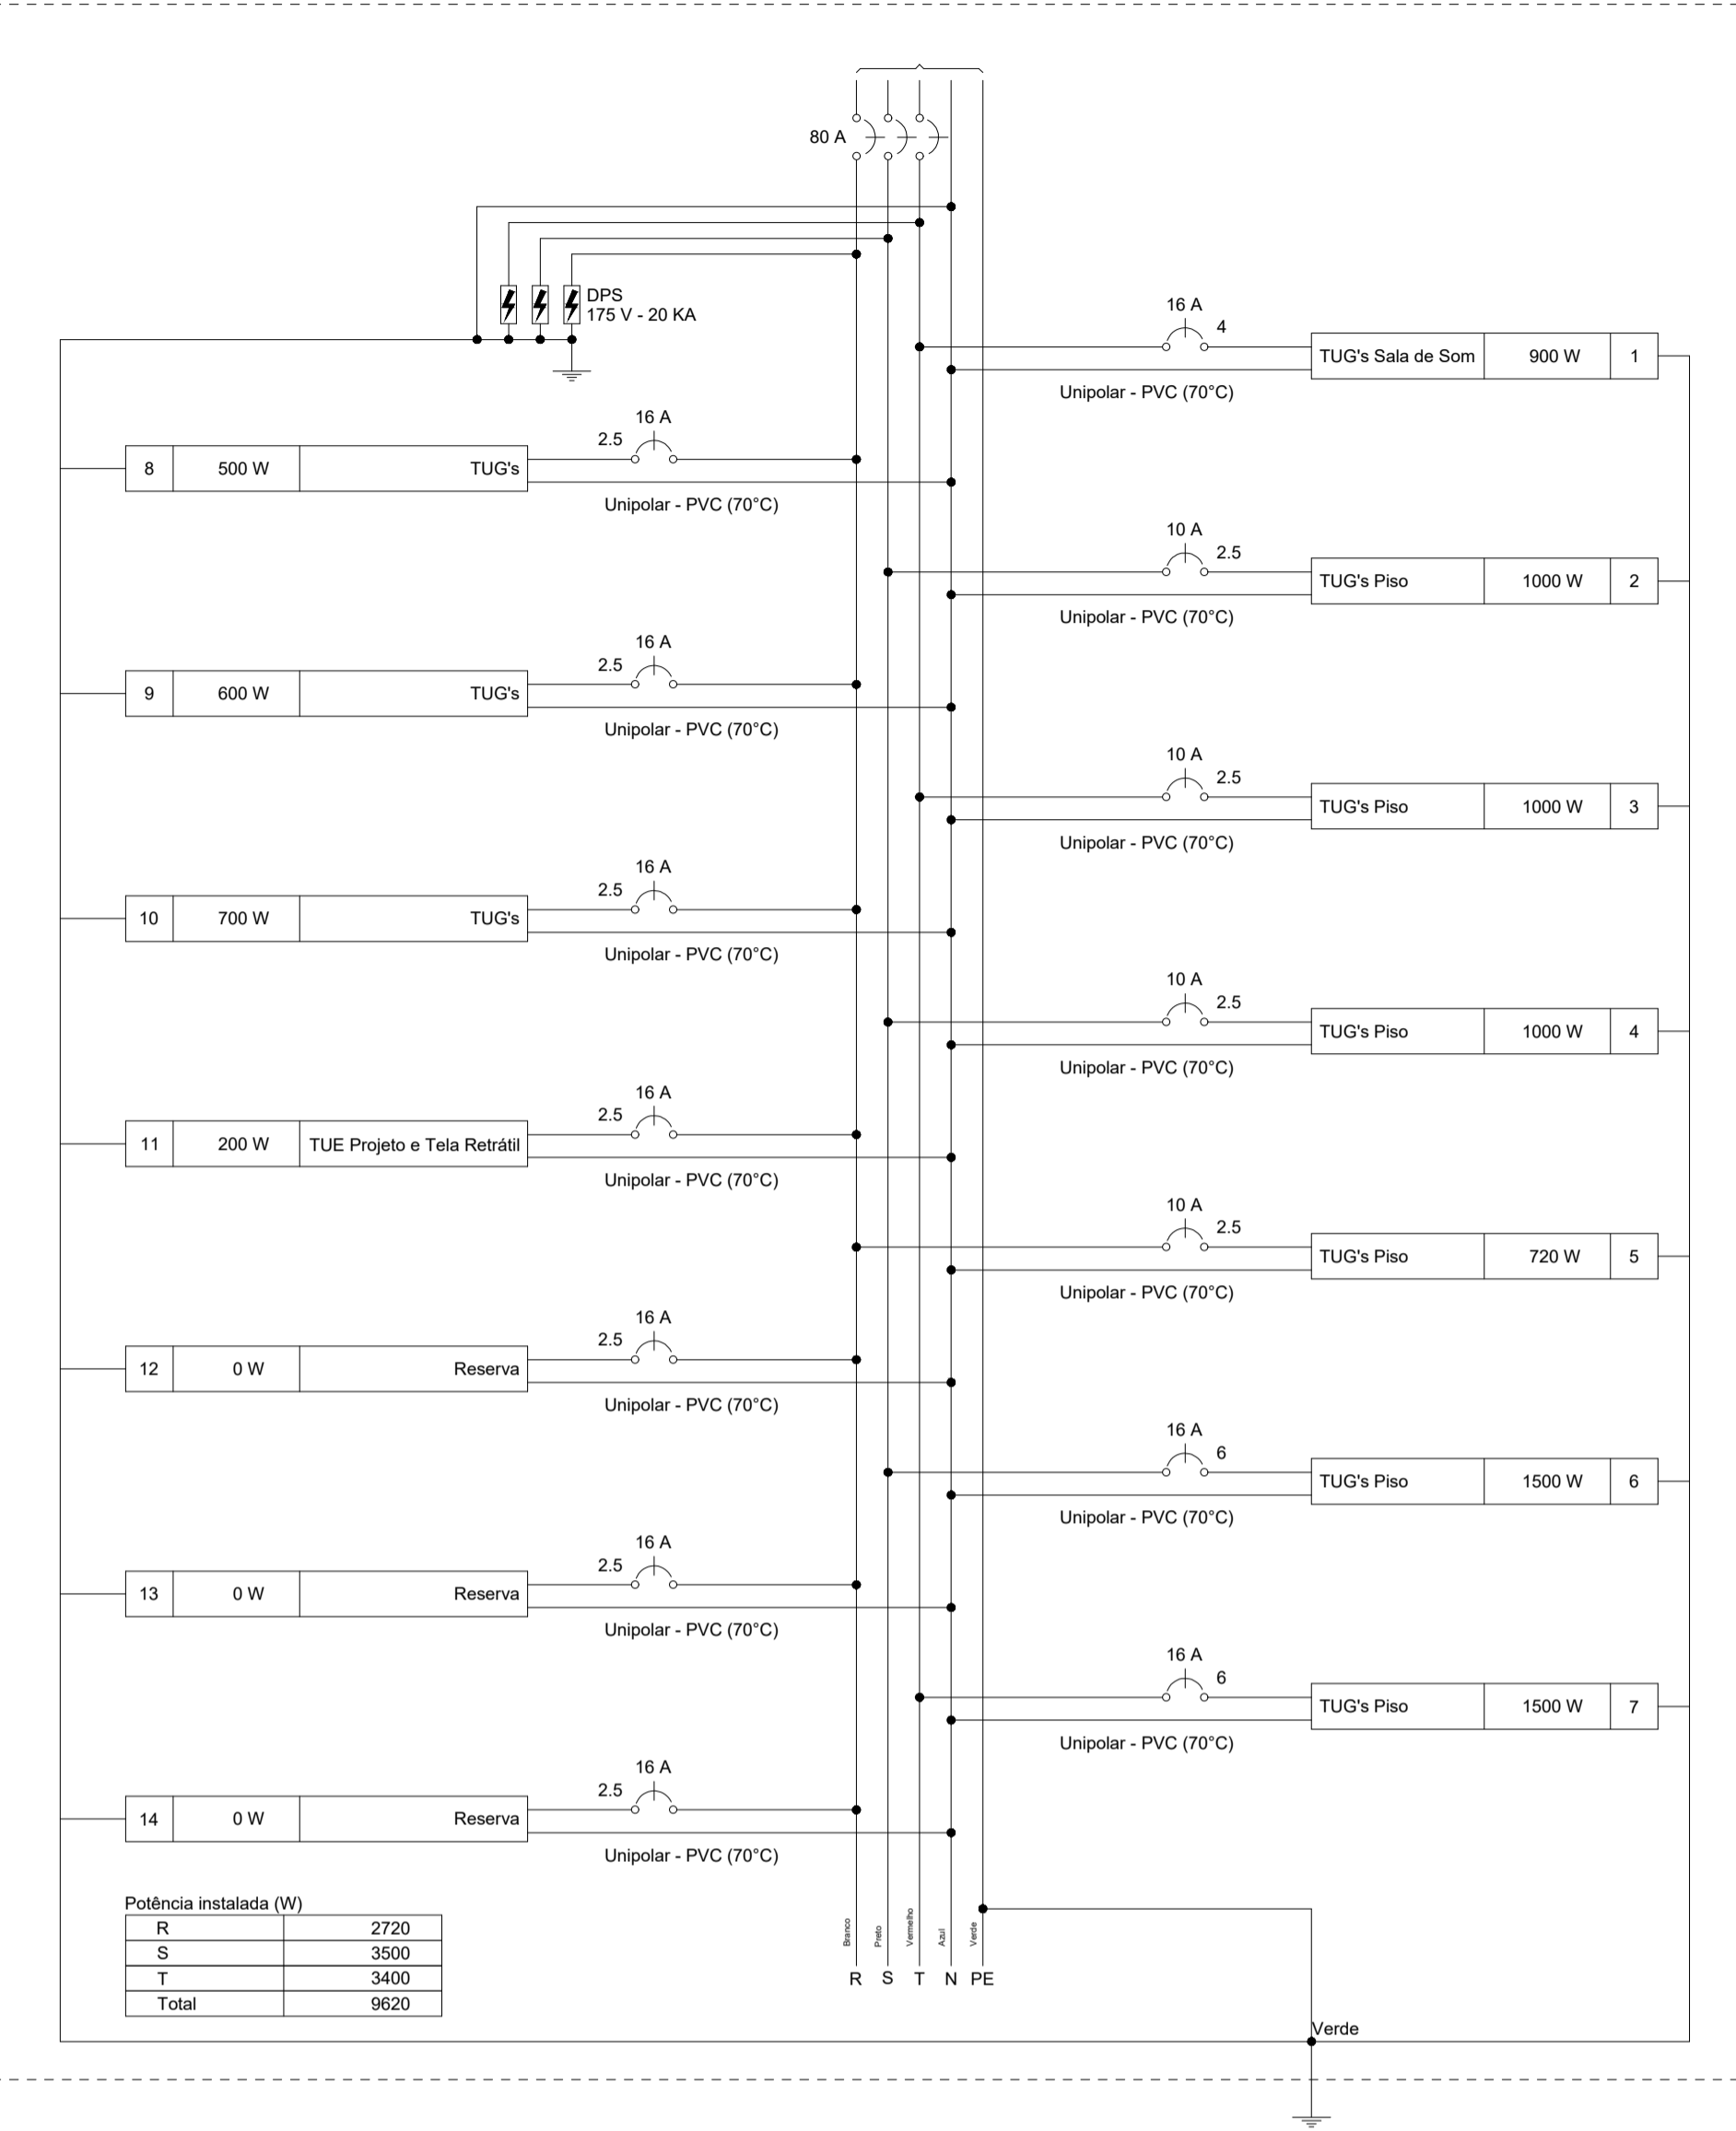 80 A
DPS
175 V - 20 KA
16 A
4
TUG's Sala de Som 900 W 1
Unipolar - PVC (70°C)
16 A
2.5
8 500 W TUG's
Unipolar - PVC (70°C)
10 A
2.5
TUG's Piso 1000 W 2
Unipolar - PVC (70°C)
16 A
2.5
9 600 W TUG's
Unipolar - PVC (70°C)
10 A
2.5
TUG's Piso 1000 W 3
Unipolar - PVC (70°C)
16 A
2.5
10 700 W TUG's
Unipolar - PVC (70°C)
10 A
2.5
TUG's Piso 1000 W 4
Unipolar - PVC (70°C)
16 A
2.5
11 200 W TUE Projeto e Tela Retrátil
Unipolar - PVC (70°C)
10 A
2.5
TUG's Piso 720 W 5
Unipolar - PVC (70°C)
16 A
2.5
12 0 W Reserva
Unipolar - PVC (70°C)
16 A
6
TUG's Piso 1500 W 6
Unipolar - PVC (70°C)
16 A
2.5
13 0 W Reserva
Unipolar - PVC (70°C)
16 A
6
TUG's Piso 1500 W 7
Unipolar - PVC (70°C)
16 A
2.5
14 0 W Reserva
Unipolar - PVC (70°C)
Potência instalada (W)
R 2720
S 3500
T 3400
Total 9620
Branco Preto Vermelho Azul Verde
R S T N PE
Verde